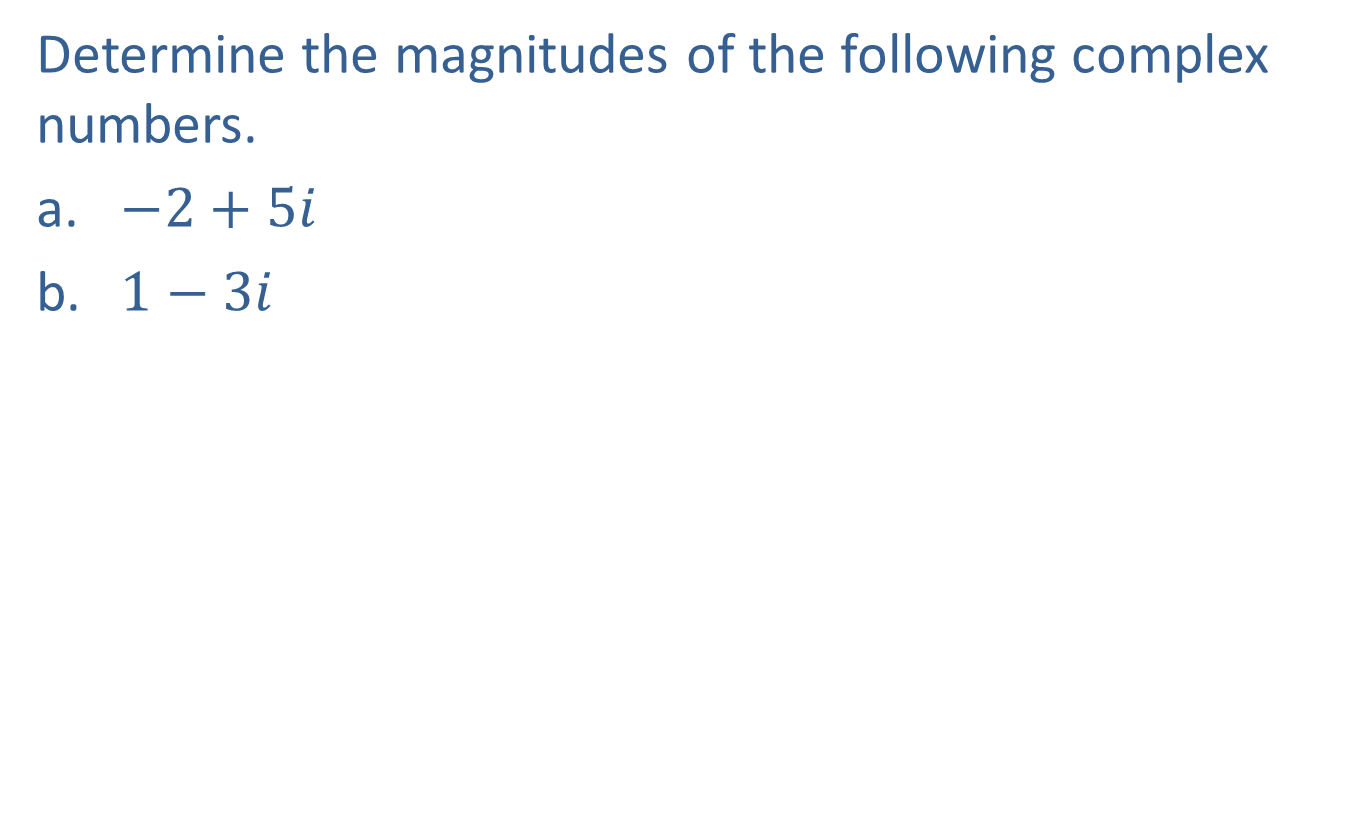 Determine the magnitudes of the following complex
numbers.
a. −2 + 5i
b. 1 − 3i